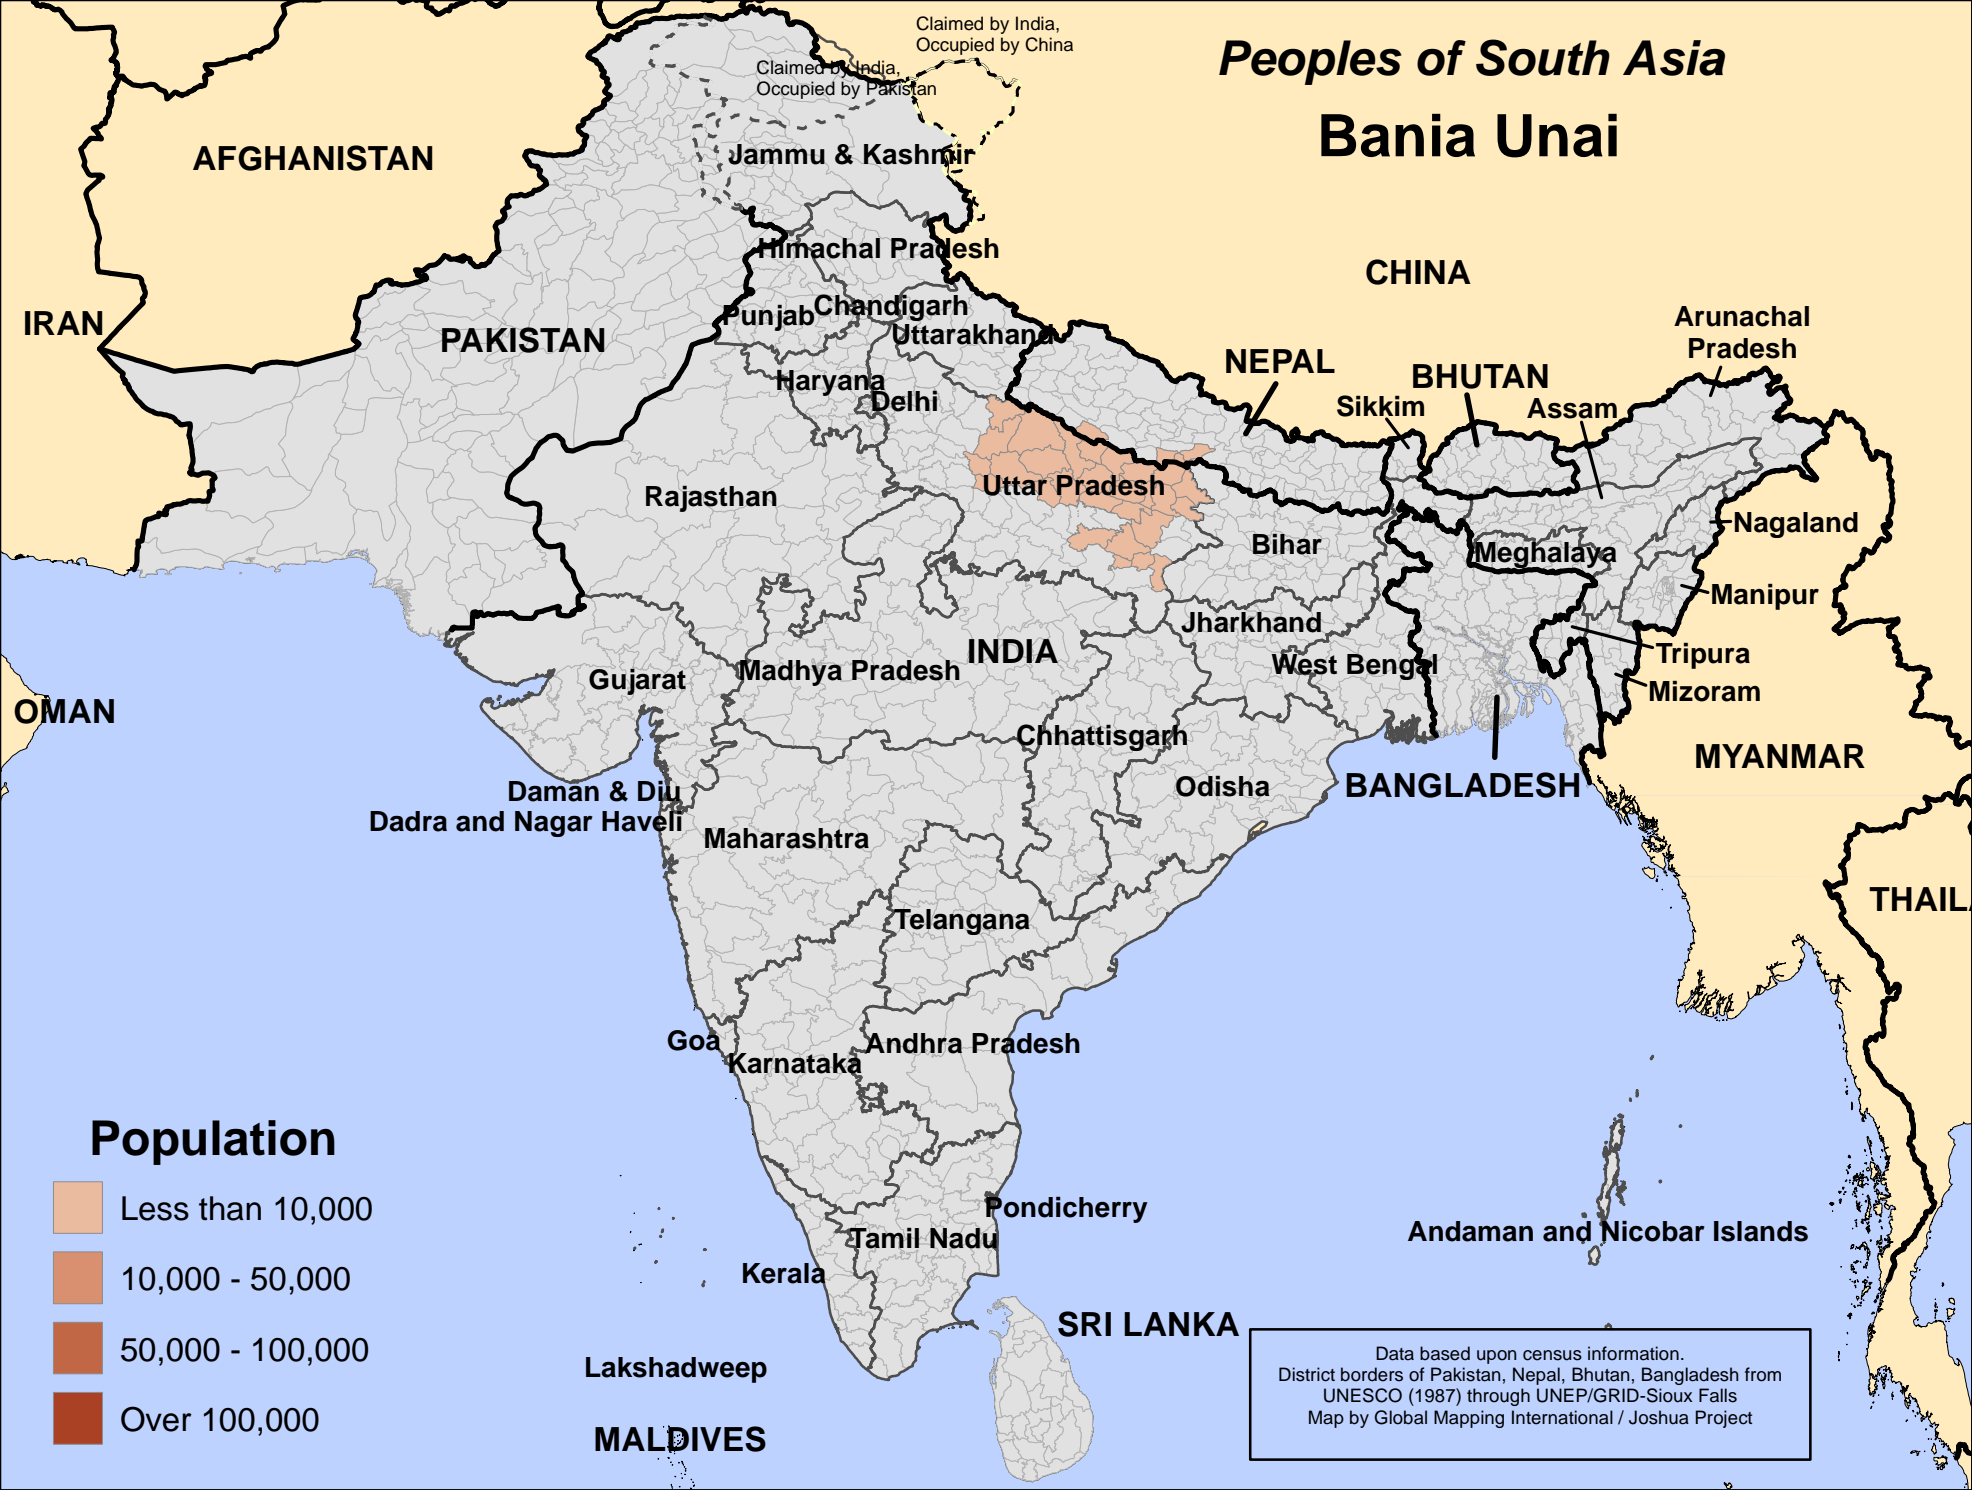 Claimed by India,
Occupied by China
Peoples of South Asia
Bania Unai
Claimed by India,
Occupied by Pakistan
AFGHANISTAN
Jammu & Kashmir
Himachal Pradesh
CHINA
IRAN
PAKISTAN
Punjab
Chandigarh
Uttarakhand
Arunachal
Pradesh
NEPAL
BHUTAN
Haryana
Delhi
Sikkim
Assam
Rajasthan
Uttar Pradesh
Bihar
Nagaland
Meghalaya
Manipur
Jharkhand
INDIA
Tripura
West Bengal
Gujarat
Madhya Pradesh
Mizoram
OMAN
Chhattisgarh
MYANMAR
Daman & Diu
Odisha
BANGLADESH
Dadra and Nagar Haveli
Maharashtra
Telangana
THAIL
Goa
Karnataka
Andhra Pradesh
Population
Less than 10,000
10,000 - 50,000
50,000 - 100,000
Over 100,000
Pondicherry
Tamil Nadu
Andaman and Nicobar Islands
Kerala
SRI LANKA
Lakshadweep
MALDIVES
Data based upon census information.
District borders of Pakistan, Nepal, Bhutan, Bangladesh from
UNESCO (1987) through UNEP/GRID-Sioux Falls
Map by Global Mapping International / Joshua Project